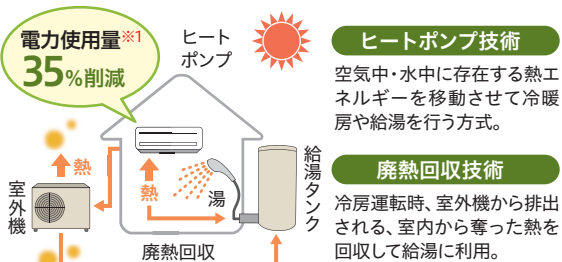 電力使用量※1
35%削減
ヒート
ポンプ
熱
室外機
熱
湯
給湯タンク
廃熱回収
ヒートポンプ技術
空気中・水中に存在する熱エ
ネルギーを移動させて冷暖
房や給湯を行う方式。
廃熱回収技術
冷房運転時、室外機から排出
される、室内から奪った熱を
回収して給湯に利用。